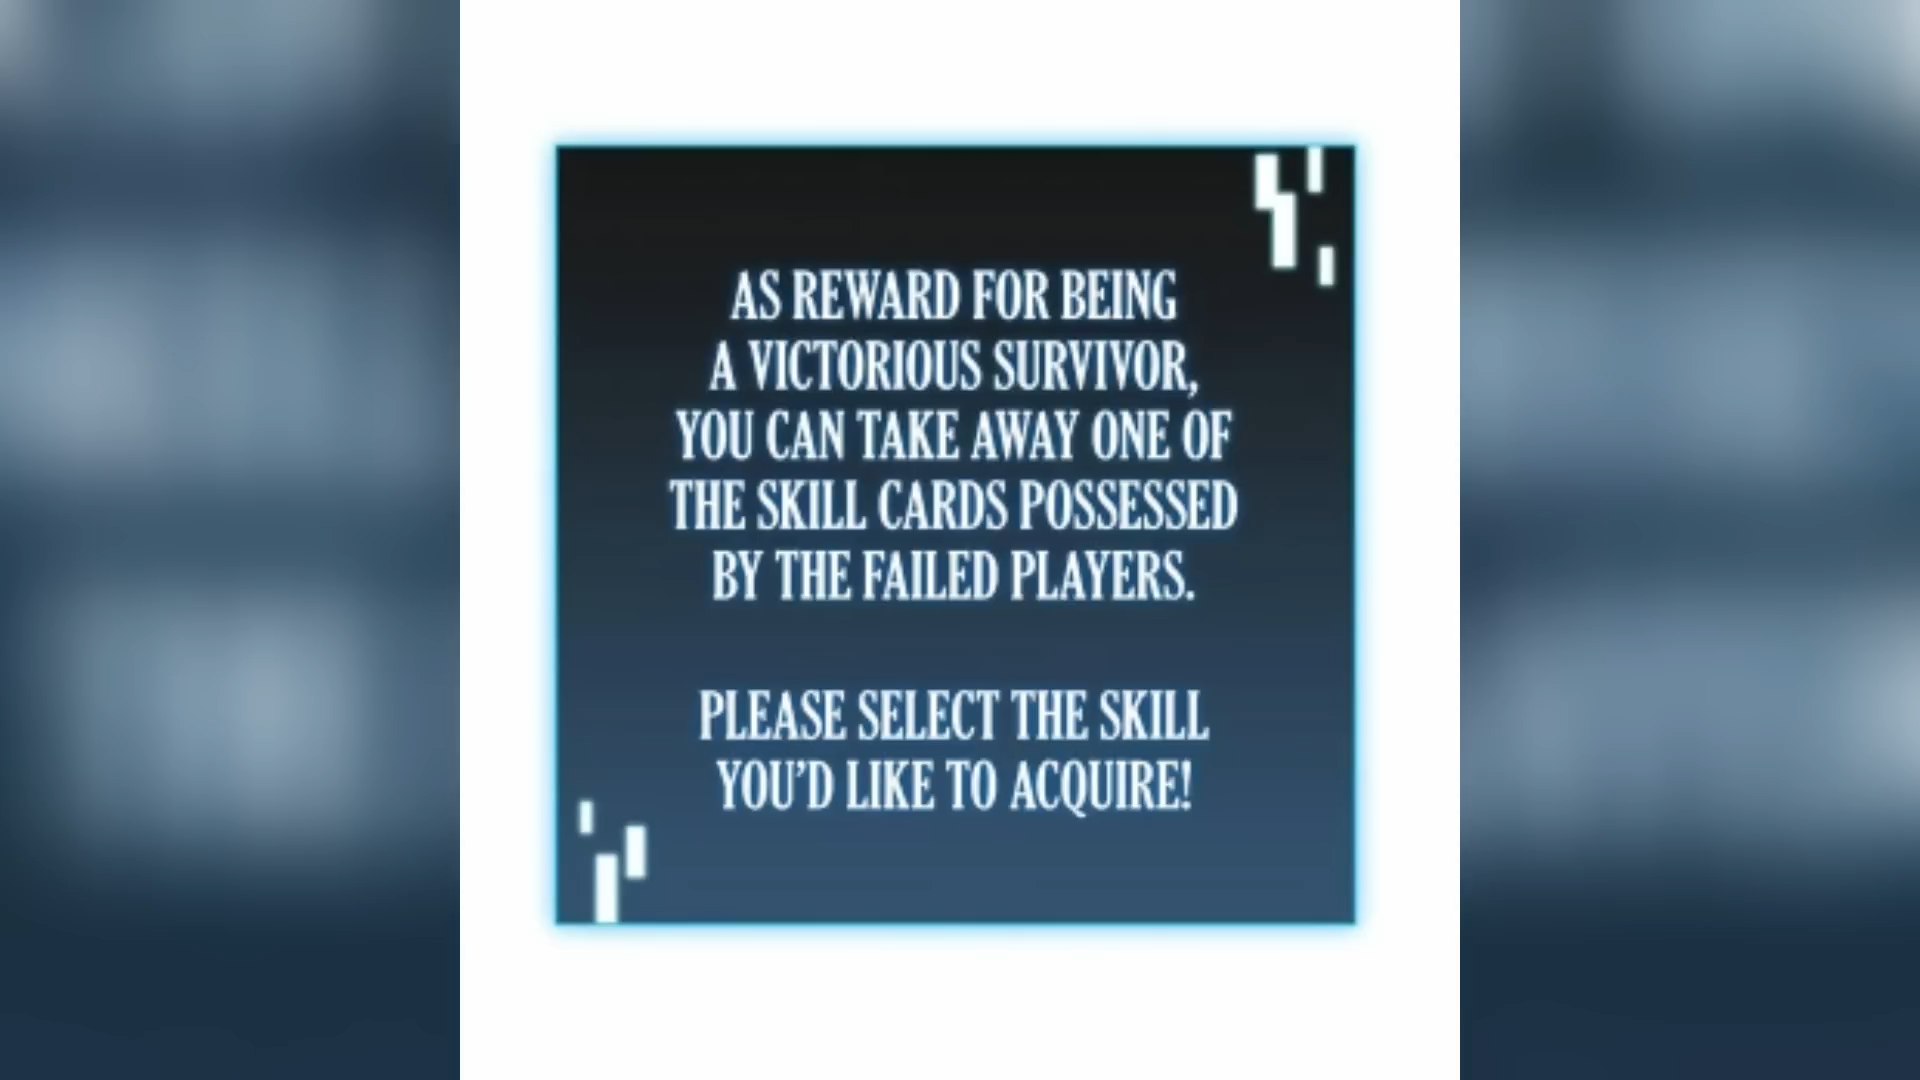 AS REWARD FOR BEING
A VICTORIOUS SURVIVOR,
YOU CAN TAKE AWAY ONE OF
THE SKILL CARDS POSSESSED
BY THE FAILED PLAYERS.
PLEASE SELECT THE SKILL
YOU'D LIKE TO ACQUIRE!